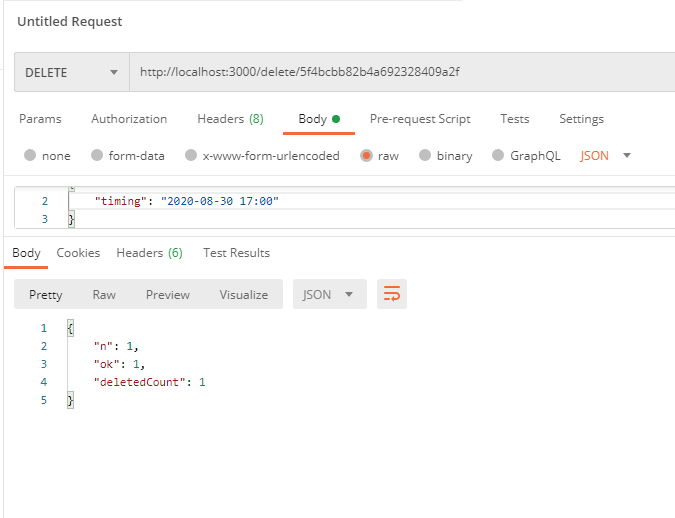 Untitled Request
DELETE http://localhost:3000/delete/5f4bcbb82b4a692328409a2f
Params Authorization Headers (8) Body Pre-request Script Tests Settings
none form-data x-www-form-urlencoded raw binary GraphQL JSON
2 "timing": "2020-08-30 17:00"
3 }
Body Cookies Headers (6) Test Results
Pretty Raw Preview Visualize JSON
1 {
2 "n": 1,
3 "ok": 1,
4 "deletedCount": 1
5 }